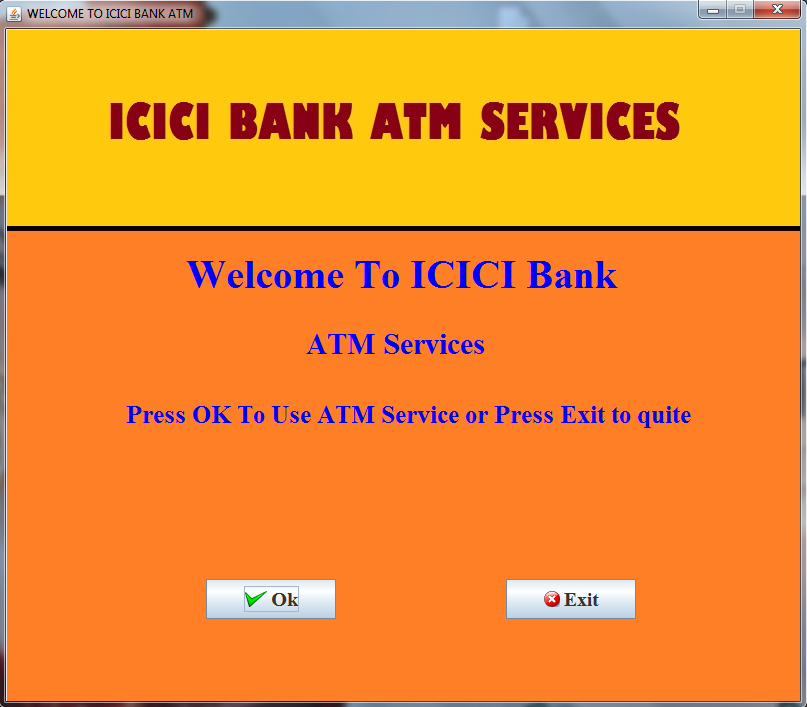 WELCOME TO ICICI BANK ATM
ICICI BANK ATM SERVICES
Welcome To ICICI Bank
ATM Services
Press OK To Use ATM Service or Press Exit to quite
Ok
Exit